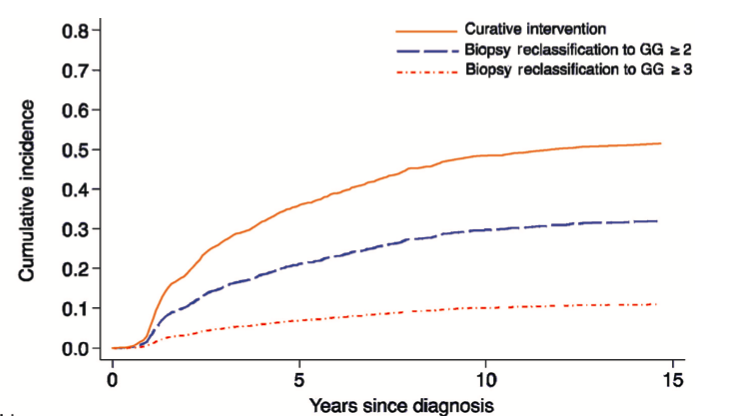 Curative intervention
Biopsy reclassification to GG ≥ 2
Biopsy reclassification to GG ≥ 3
Cumulative incidence
0.8
0.7
0.6
0.5
0.4
0.3
0.2
0.1
0.0
0 5 10 15
Years since diagnosis